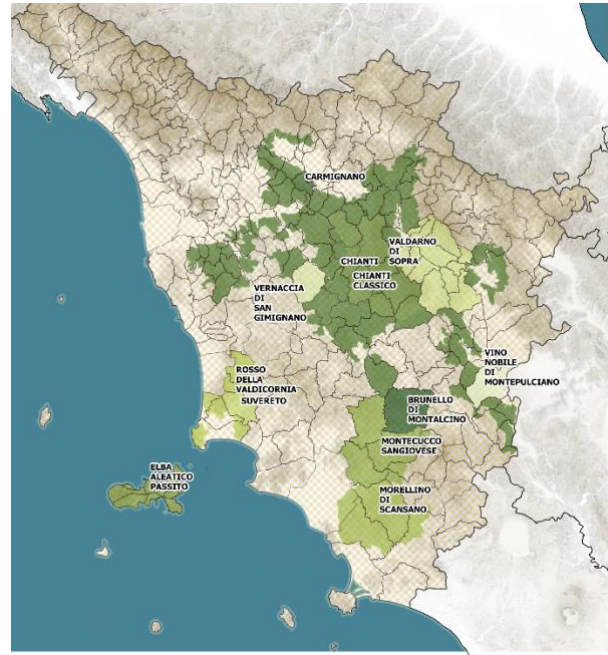 CARMIGNANO
VALDARNO
DI
SOPRA
CHIANTI
CHIANTI
CLASSICO
VERNACCIA
DI
SAN
GIMIGNANO
VINO
NOBILE
DI
MONTEPULCIANO
ROSSO
DELLA
VALDICORNIA
SUVERETO
BRUNELLO
DI
MONTALCINO
MONTECUCCO
SANGIOVESE
ELBA
ALEATICO
PASSITO
MORELLINO
DI
SCANSANO